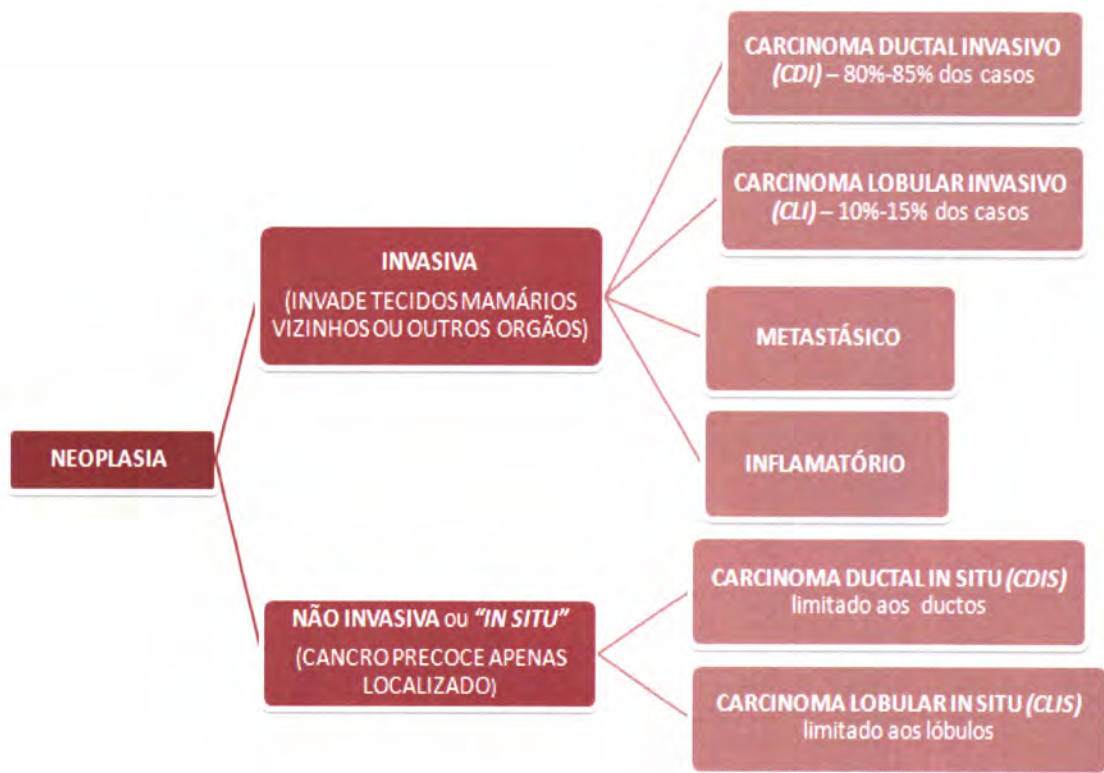 NEOPLASIA
INVASIVA
(INVADE TECIDOS MAMÁRIOS
VIZINHOS OU OUTROS ORGÃOS)
CARCINOMA DUCTAL INVASIVO
(CDI) – 80%-85% dos casos
CARCINOMA LOBULAR INVASIVO
(CLI) – 10%-15% dos casos
METASTÁSICO
INFLAMATÓRIO
NÃO INVASIVA ou "IN SITU"
(CANCRO PRECOCE APENAS
LOCALIZADO)
CARCINOMA DUCTAL IN SITU (CDIS)
limitado aos ductos
CARCINOMA LOBULAR IN SITU (CLIS)
limitado aos lóbulos